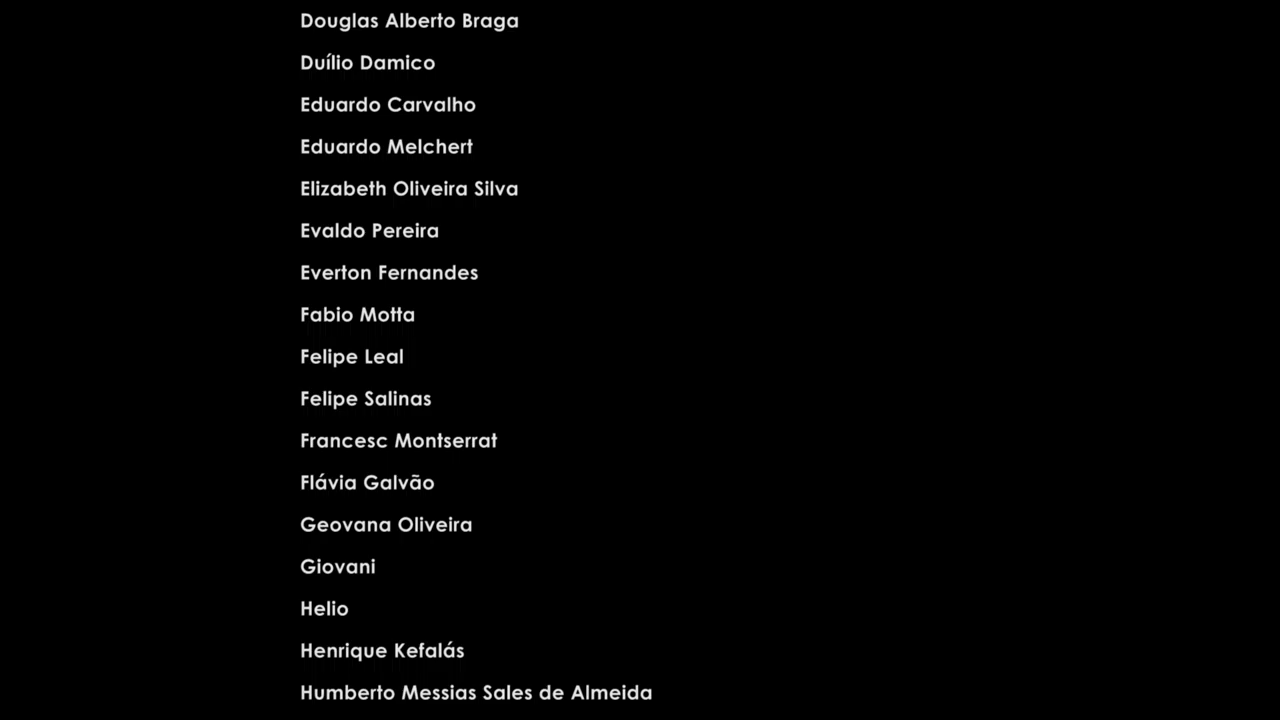 Douglas Alberto Braga
Duílio Damico
Eduardo Carvalho
Eduardo Melchert
Elizabeth Oliveira Silva
Evaldo Pereira
Everton Fernandes
Fabio Motta
Felipe Leal
Felipe Salinas
Francesc Montserrat
Flávia Galvão
Geovana Oliveira
Giovani
Helio
Henrique Kefalás
Humberto Messias Sales de Almeida